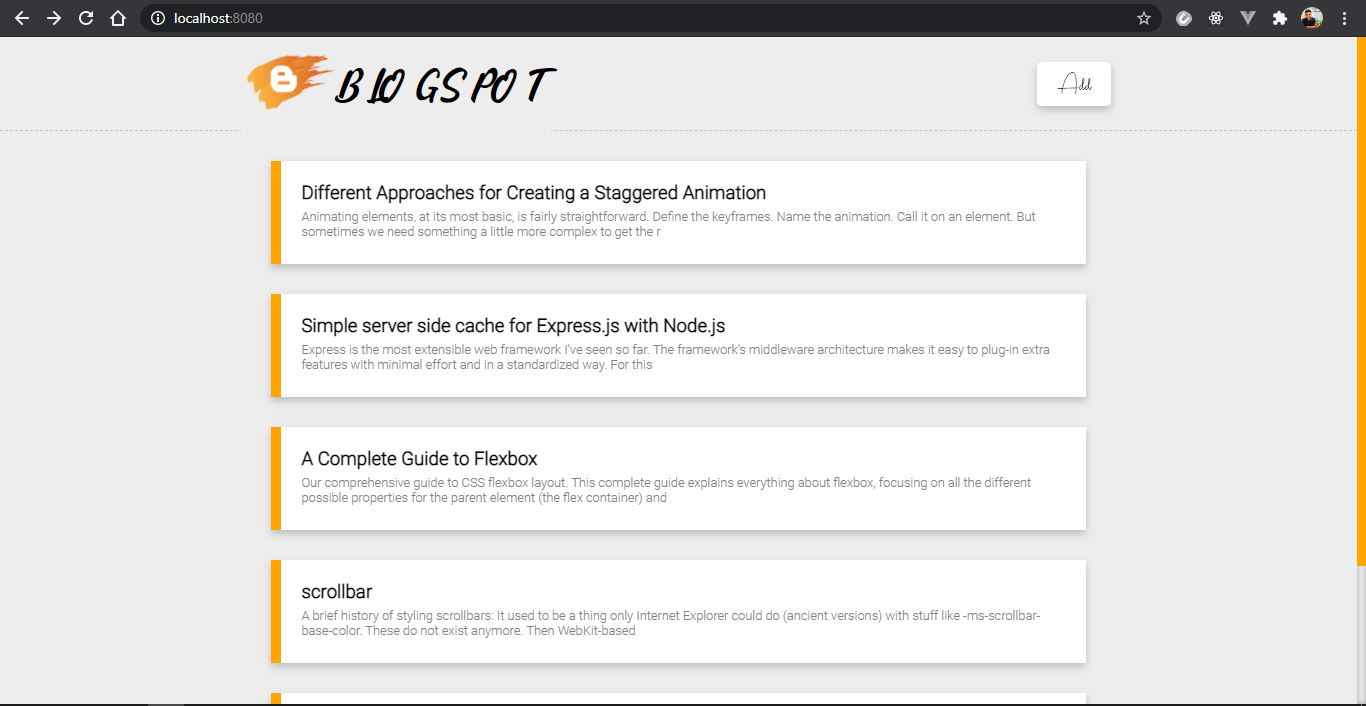 localhost:8080
BLOGSPOT
Add
Different Approaches for Creating a Staggered Animation
Animating elements, at its most basic, is fairly straightforward. Define the keyframes. Name the animation. Call it on an element. But
sometimes we need something a little more complex to get the r
Simple server side cache for Express.js with Node.js
Express is the most extensible web framework I’ve seen so far. The framework’s middleware architecture makes it easy to plug-in extra
features with minimal effort and in a standardized way. For this
A Complete Guide to Flexbox
Our comprehensive guide to CSS flexbox layout. This complete guide explains everything about flexbox, focusing on all the different
possible properties for the parent element (the flex container) and
scrollbar
A brief history of styling scrollbars: It used to be a thing only Internet Explorer could do (ancient versions) with stuff like -ms-scrollbar-
base-color. These do not exist anymore. Then WebKit-based